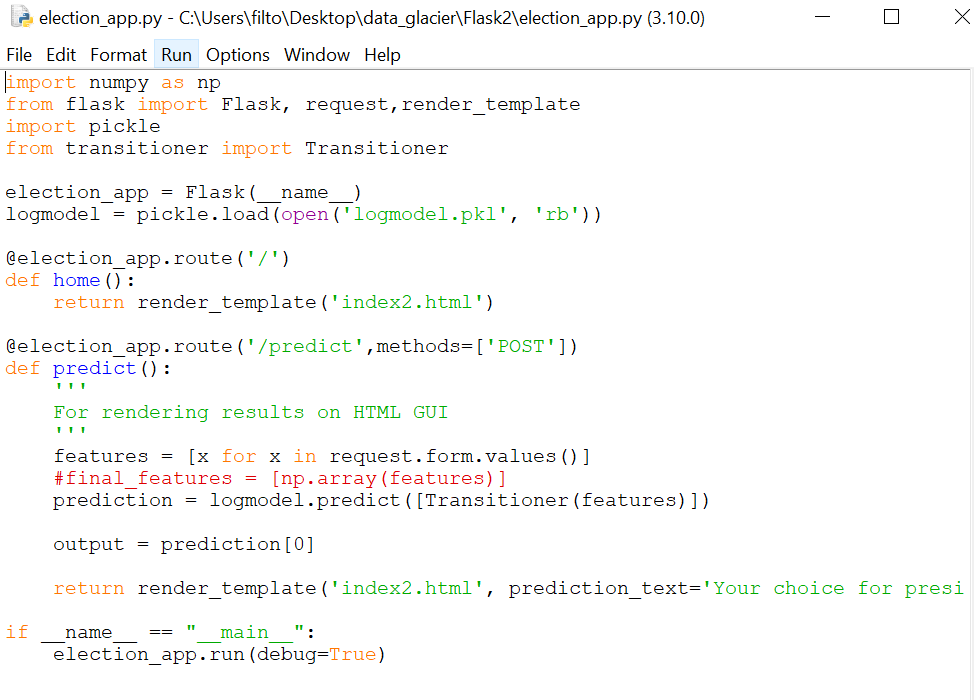 election_app.py - C:\Users\filto\Desktop\data_glacier\Flask2\election_app.py (3.10.0)
File Edit Format Run Options Window Help
import numpy as np
from flask import Flask, request,render_template
import pickle
from transitioner import Transitioner

election_app = Flask(__name__)
logmodel = pickle.load(open('logmodel.pkl', 'rb'))

@election_app.route('/')
def home():
    return render_template('index2.html')

@election_app.route('/predict',methods=['POST'])
def predict():
    '''
    For rendering results on HTML GUI
    '''
    features = [x for x in request.form.values()]
    #final_features = [np.array(features)]
    prediction = logmodel.predict([Transitioner(features)])

    output = prediction[0]

    return render_template('index2.html', prediction_text='Your choice for presi

if __name__ == "__main__":
    election_app.run(debug=True)